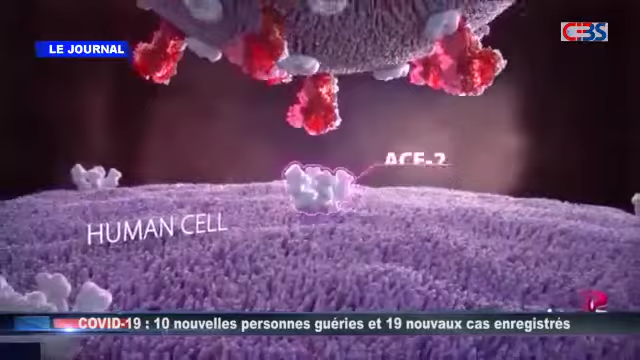 LE JOURNAL
CBS
ACE-2
HUMAN CELL
COVID-19 : 10 nouvelles personnes guéries et 19 nouvaux cas enregistrés